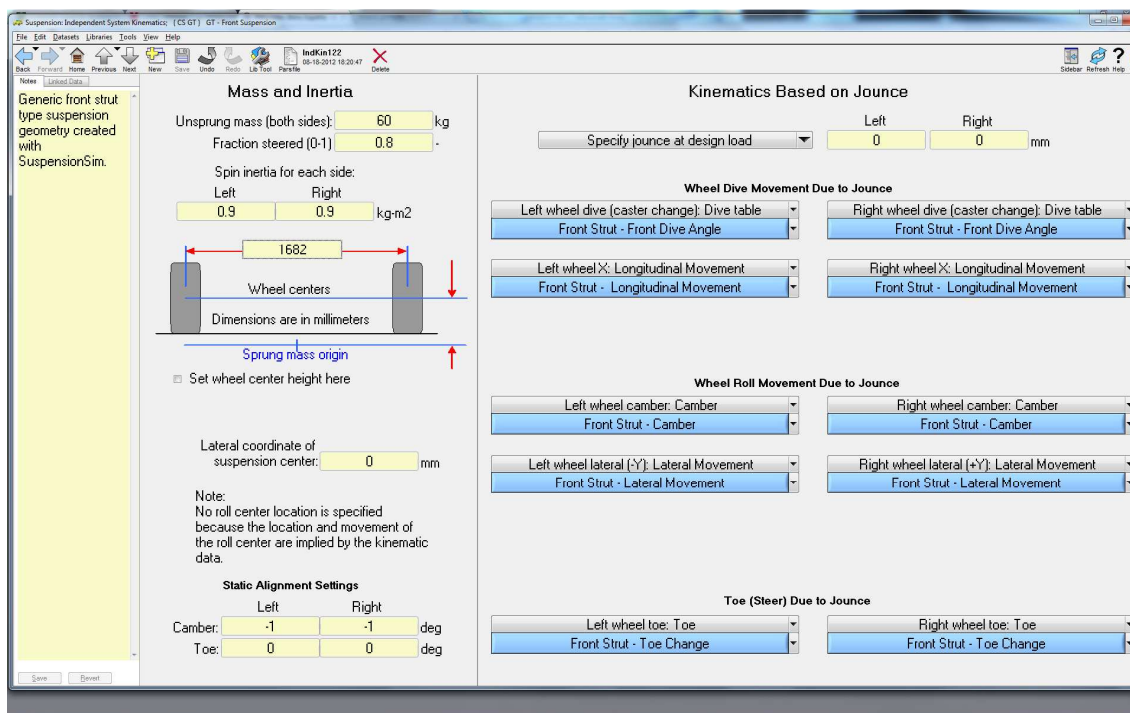 Suspension: Independent System Kinematics; { CS GT } GT - Front Suspension
File Edit Datasets Libraries Tools View Help
Back Forward Home Previous Next New Save Undo Redo Lib Tool Parsfile
IndKin122
08-16-2012 18:20:47
Delete
Sidebar Refresh Help
Notes Linked Data
Generic front strut
type suspension
geometry created
with
SuspensionSim.
Save Revert
Mass and Inertia
Unsprung mass (both sides): 60 kg
Fraction steered (0-1) 0.8 -
Spin inertia for each side:
Left Right
0.9 0.9 kg-m2
1682
Wheel centers
Dimensions are in millimeters
Sprung mass origin
Set wheel center height here
Lateral coordinate of
suspension center: 0 mm
Note:
No roll center location is specified
because the location and movement of
the roll center are implied by the kinematic
data.
Static Alignment Settings
Left Right
Camber: -1 -1 deg
Toe: 0 0 deg
Kinematics Based on Jounce
Left Right
Specify jounce at design load 0 0 mm
Wheel Dive Movement Due to Jounce
Left wheel dive (caster change): Dive table Right wheel dive (caster change): Dive table
Front Strut - Front Dive Angle Front Strut - Front Dive Angle
Left wheel X: Longitudinal Movement Right wheel X: Longitudinal Movement
Front Strut - Longitudinal Movement Front Strut - Longitudinal Movement
Wheel Roll Movement Due to Jounce
Left wheel camber: Camber Right wheel camber: Camber
Front Strut - Camber Front Strut - Camber
Left wheel lateral (-Y): Lateral Movement Right wheel lateral (+Y): Lateral Movement
Front Strut - Lateral Movement Front Strut - Lateral Movement
Toe (Steer) Due to Jounce
Left wheel toe: Toe Right wheel toe: Toe
Front Strut - Toe Change Front Strut - Toe Change